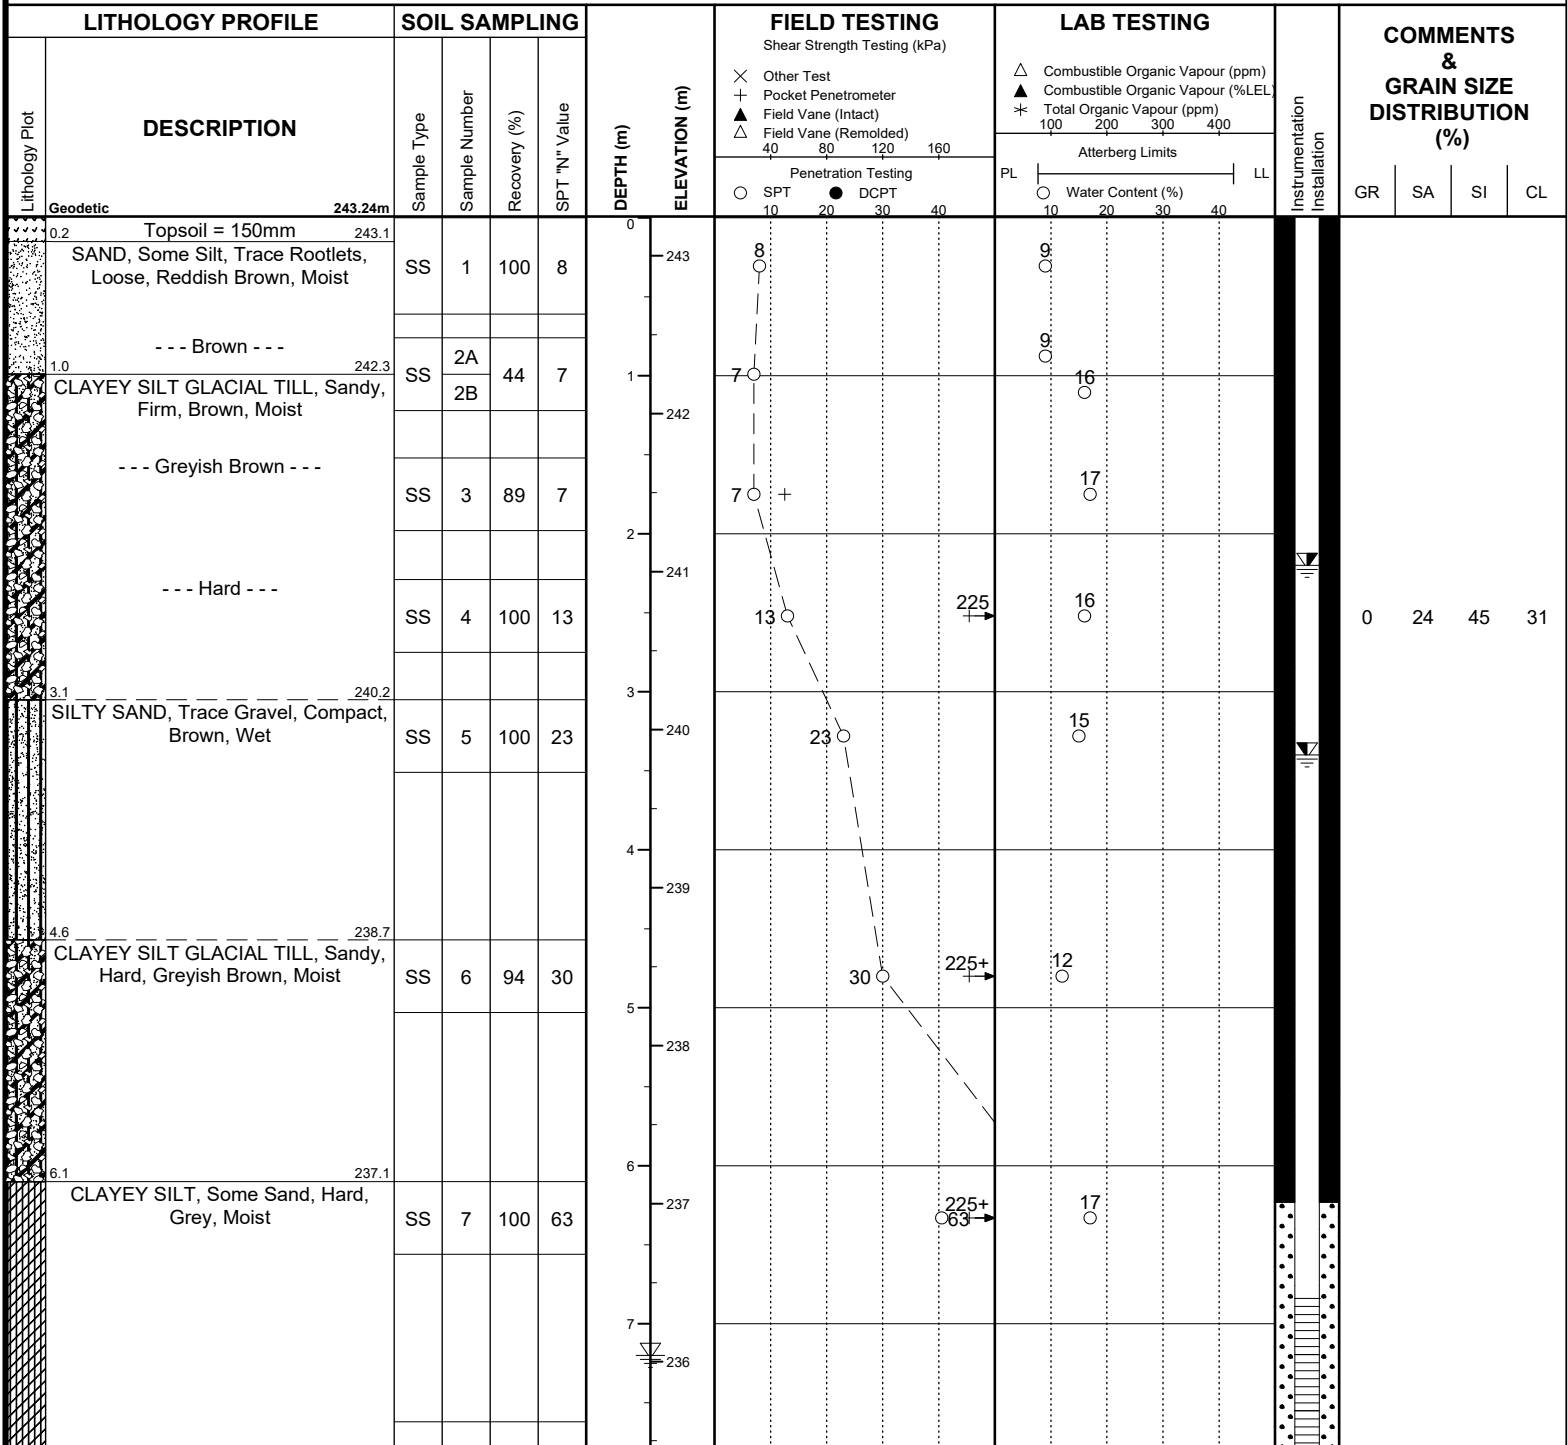 LITHOLOGY PROFILE
SOIL SAMPLING
FIELD TESTING
LAB TESTING
COMMENTS
&
GRAIN SIZE
DISTRIBUTION
(%)
Shear Strength Testing (kPa)
Other Test
Pocket Penetrometer
Field Vane (Intact)
Field Vane (Remolded)
40 80 120 160
Penetration Testing
SPT DCPT
10 20 30 40
Combustible Organic Vapour (ppm)
Combustible Organic Vapour (%LEL)
Total Organic Vapour (ppm)
100 200 300 400
Atterberg Limits
PL LL
Water Content (%)
10 20 30 40
Lithology Plot
DESCRIPTION
Geodetic 243.24m
Sample Type
Sample Number
Recovery (%)
SPT "N" Value
DEPTH (m)
ELEVATION (m)
Instrumentation
Installation
GR SA SI CL
0.2 Topsoil = 150mm 243.1
SAND, Some Silt, Trace Rootlets,
Loose, Reddish Brown, Moist
SS 1 100 8
- - - Brown - - -
1.0 242.3
SS 2A 2B 44 7
CLAYEY SILT GLACIAL TILL, Sandy,
Firm, Brown, Moist
- - - Greyish Brown - - -
SS 3 89 7
- - - Hard - - -
SS 4 100 13
3.1 240.2
SILTY SAND, Trace Gravel, Compact,
Brown, Wet
SS 5 100 23
4.6 238.7
CLAYEY SILT GLACIAL TILL, Sandy,
Hard, Greyish Brown, Moist
SS 6 94 30
6.1 237.1
CLAYEY SILT, Some Sand, Hard,
Grey, Moist
SS 7 100 63
0
1
2
3
4
5
6
7
243
242
241
240
239
238
237
236
8
7
7
13
23
30
63
225
225+
225+
9
9
16
17
16
15
12
17
0 24 45 31